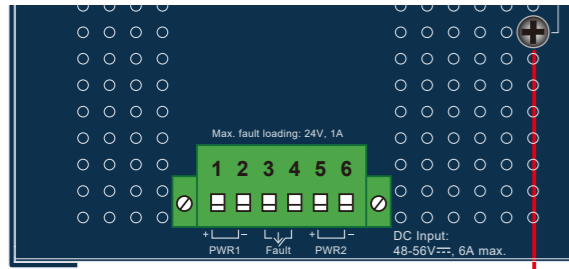 Max. fault loading: 24V, 1A
1 2 3 4 5 6
+ – + –
PWR1 Fault PWR2
DC Input:
48-56V⎓, 6A max.